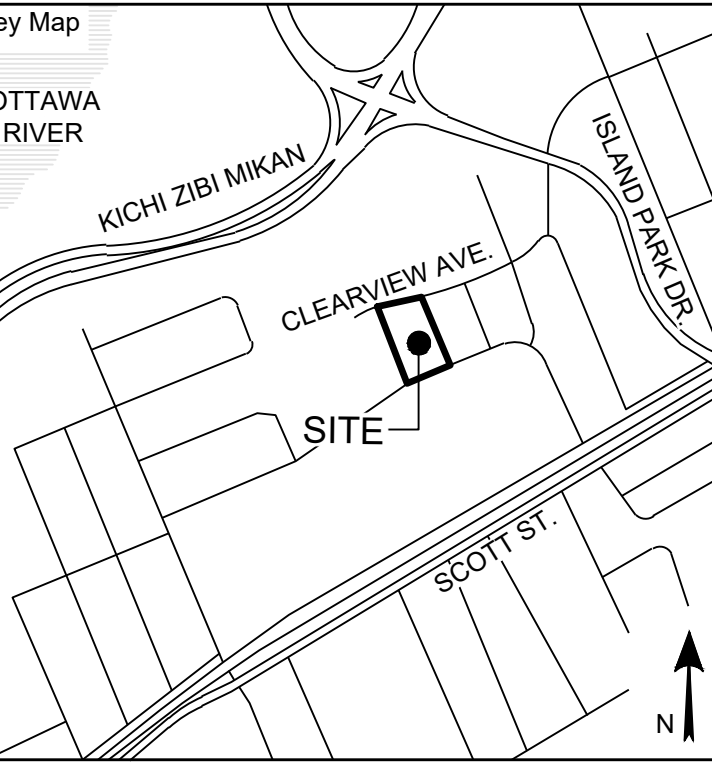 ey Map
OTTAWA
RIVER
KICHI ZIBI MIKAN
ISLAND PARK DR.
CLEARVIEW AVE.
SITE
SCOTT ST.
N